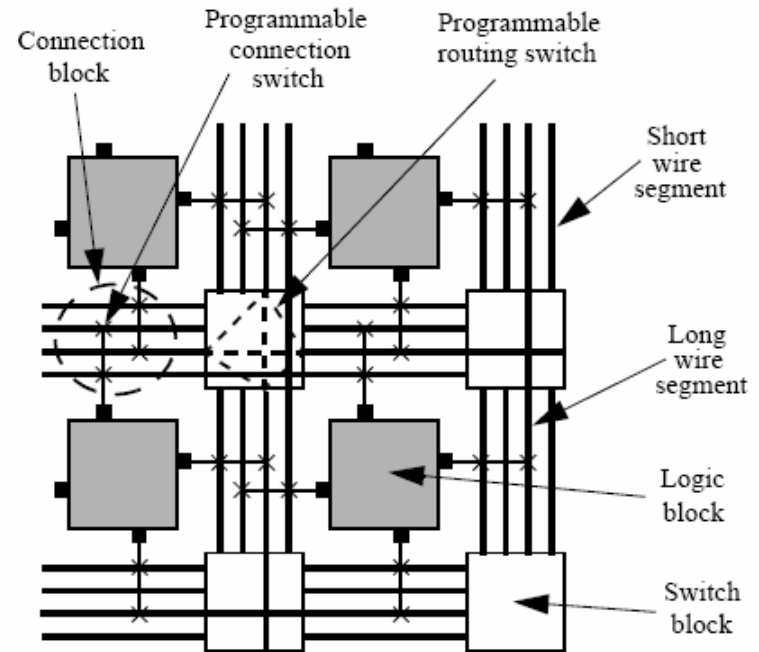 Connection
block
Programmable
connection
switch
Programmable
routing switch
Short
wire
segment
Long
wire
segment
Logic
block
Switch
block